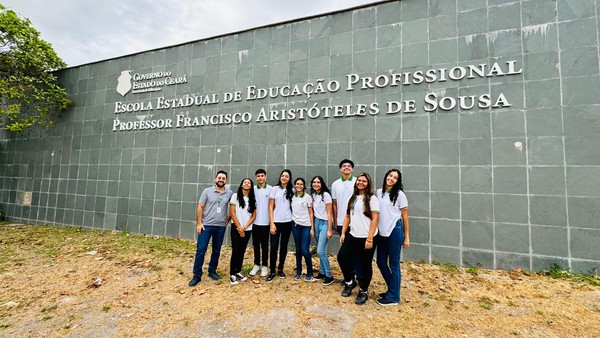 GOVERNO DO
ESTADO DO CEARÁ
ESCOLA ESTADUAL DE EDUCAÇÃO PROFISSIONAL
PROFESSOR FRANCISCO ARISTÓTELES DE SOUSA